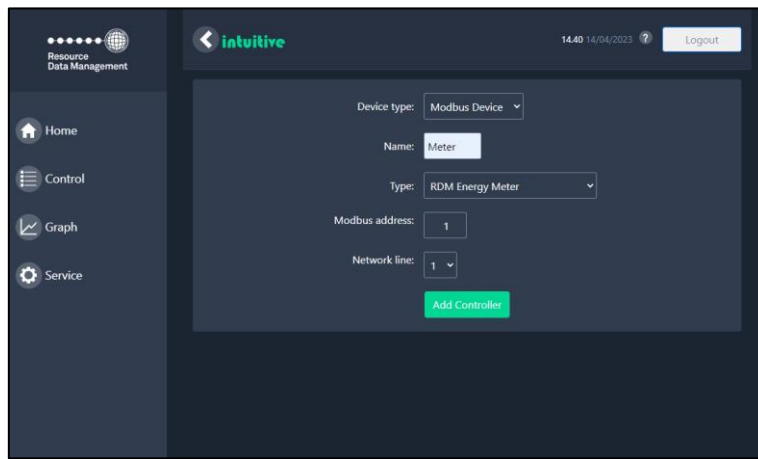 Resource
Data Management
Home
Control
Graph
Service
intuitive
14.40 14/04/2023 ? Logout
Device type: Modbus Device
Name: Meter
Type: RDM Energy Meter
Modbus address: 1
Network line: 1
Add Controller